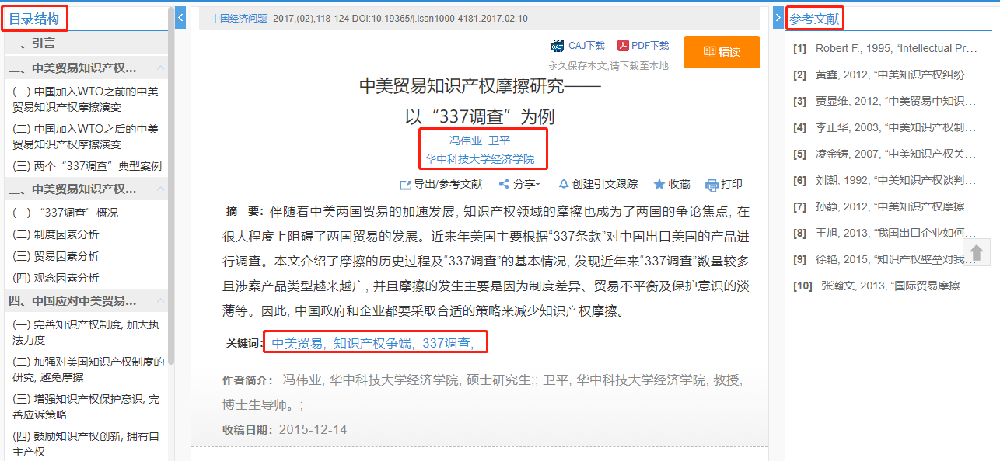 目录结构
一、引言
二、中美贸易知识产权...
(一) 中国加入WTO之前的中美
贸易知识产权摩擦演变
(二) 中国加入WTO之后的中美
贸易知识产权摩擦演变
(三) 两个“337调查”典型案例
三、中美贸易知识产权...
(一) “337调查”概况
(二) 制度因素分析
(三) 贸易因素分析
(四) 观念因素分析
四、中国应对中美贸易...
(一) 完善知识产权制度, 加大执
法力度
(二) 加强对美国知识产权制度的
研究, 避免摩擦
(三) 增强知识产权保护意识, 完
善应诉策略
(四) 鼓励知识产权创新, 拥有自
主产权
中国经济问题 2017,(02),118-124 DOI:10.19365/j.issn1000-4181.2017.02.10
CAJ下载 PDF下载
精读
永久保存本文,请下载至本地
中美贸易知识产权摩擦研究——
以“337调查”为例
冯伟业 卫平
华中科技大学经济学院
导出/参考文献 分享 创建引文跟踪 收藏 打印
摘 要: 伴随着中美两国贸易的加速发展, 知识产权领域的摩擦也成为了两国的争论焦点, 在
很大程度上阻碍了两国贸易的发展。近来年美国主要根据“337条款”对中国出口美国的产品进
行调查。本文介绍了摩擦的历史过程及“337调查”的基本情况, 发现近年来“337调查”数量较多
且涉案产品类型越来越广, 并且摩擦的发生主要是因为制度差异、贸易不平衡及保护意识的淡
薄等。因此, 中国政府和企业都要采取合适的策略来减少知识产权摩擦。
关键词: 中美贸易; 知识产权争端; 337调查;
作者简介: 冯伟业, 华中科技大学经济学院, 硕士研究生;; 卫平, 华中科技大学经济学院, 教授,
博士生导师。;
收稿日期: 2015-12-14
参考文献
[1] Robert F., 1995, “Intellectual Pr...
[2] 黄鑫, 2012, “中美知识产权纠纷...
[3] 贾显维, 2012, “中美贸易中知识...
[4] 李正华, 2003, “中美知识产权制...
[5] 凌金铸, 2007, “中美知识产权关...
[6] 刘潮, 1992, “中美知识产权谈判...
[7] 孙静, 2012, “中美知识产权摩擦...
[8] 王旭, 2013, “我国出口企业如何...
[9] 徐艳, 2015, “知识产权壁垒对我...
[10] 张瀚文, 2013, “国际贸易摩擦...